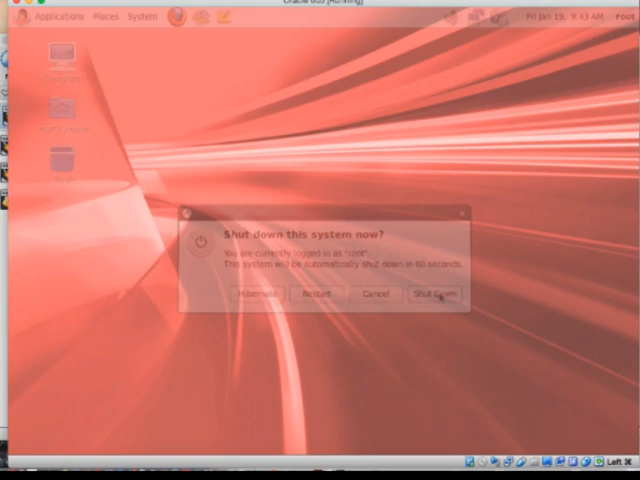 Applications Places System Fri Jan 19, 9:43 AM root
Computer
root's Home
Shut down this system now?
You are currently logged in as "root".
This system will be automatically shut down in 60 seconds.
Hibernate Restart Cancel Shut Down
Left ⌘